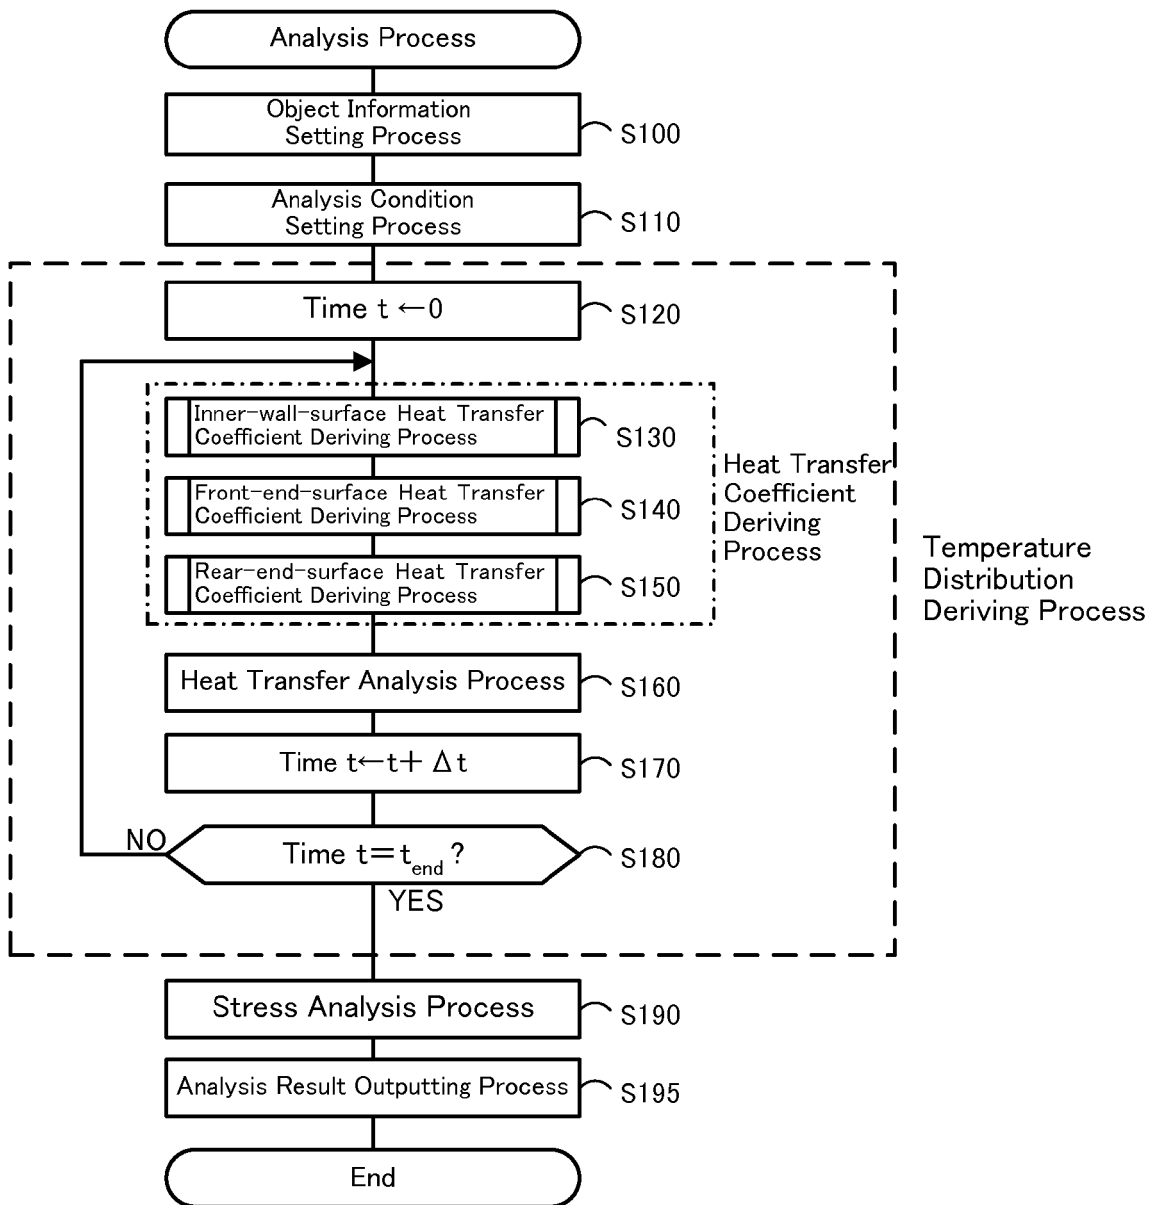 Analysis Process
Object Information
Setting Process
S100
Analysis Condition
Setting Process
S110
Time t ←0
S120
Inner-wall-surface Heat Transfer
Coefficient Deriving Process
S130
Front-end-surface Heat Transfer
Coefficient Deriving Process
S140
Rear-end-surface Heat Transfer
Coefficient Deriving Process
S150
Heat Transfer
Coefficient
Deriving
Process
Temperature
Distribution
Deriving Process
Heat Transfer Analysis Process
S160
Time t←t+ Δt
S170
NO
Time t=tend ?
S180
YES
Stress Analysis Process
S190
Analysis Result Outputting Process
S195
End